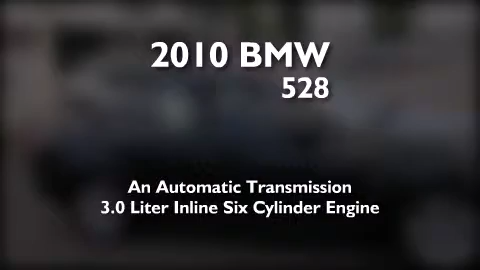 2010 BMW
528
An Automatic Transmission
3.0 Liter Inline Six Cylinder Engine